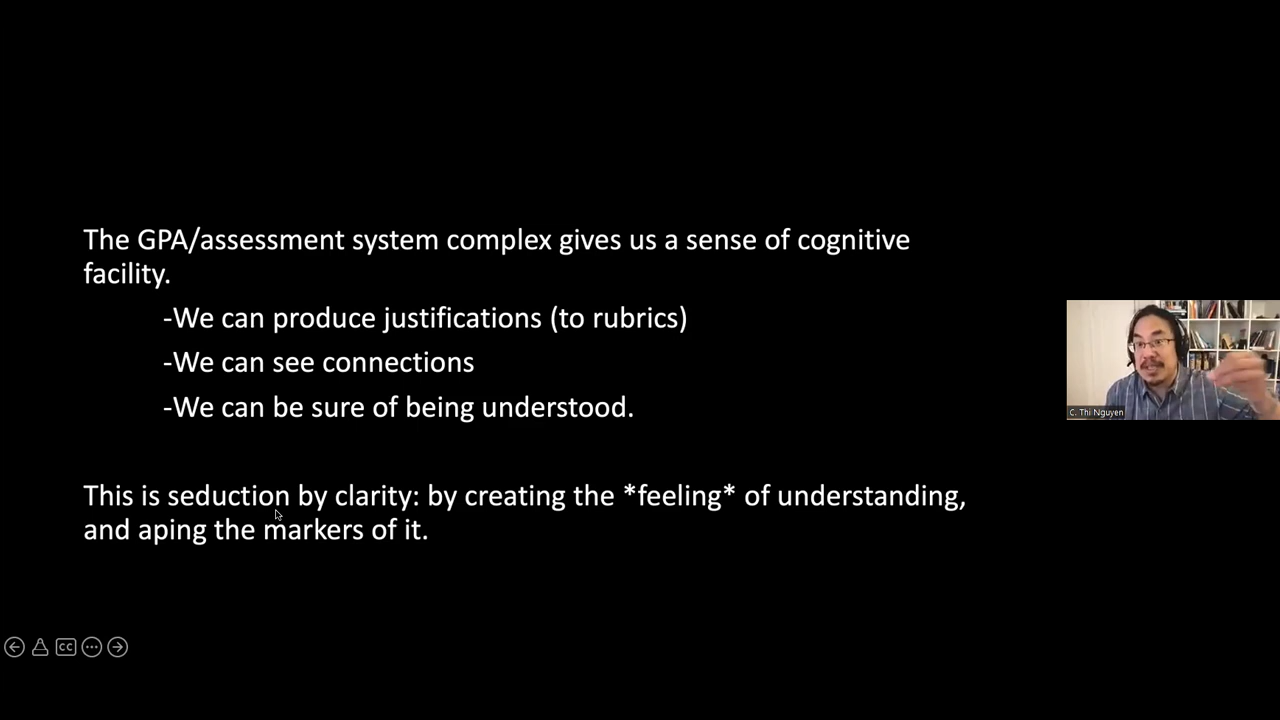 The GPA/assessment system complex gives us a sense of cognitive
facility.
-We can produce justifications (to rubrics)
-We can see connections
-We can be sure of being understood.
This is seduction by clarity: by creating the *feeling* of understanding,
and aping the markers of it.
C. Thi Nguyen
CC